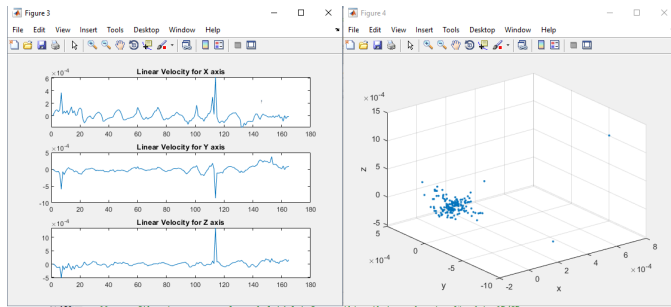 Figure 3
File Edit View Insert Tools Desktop Window Help
Linear Velocity for X axis
×10⁻⁴
6
4
2
0
0 20 40 60 80 100 120 140 160 180
Linear Velocity for Y axis
×10⁻⁴
5
0
-5
-10
0 20 40 60 80 100 120 140 160 180
Linear Velocity for Z axis
×10⁻⁴
10
5
0
-5
0 20 40 60 80 100 120 140 160 180
Figure 4
File Edit View Insert Tools Desktop Window Help
×10⁻⁴
15
10
5
0
-5
z
5
0
-5
-10
×10⁻⁴
y
-2
0
2
4
6
8
×10⁻⁴
x